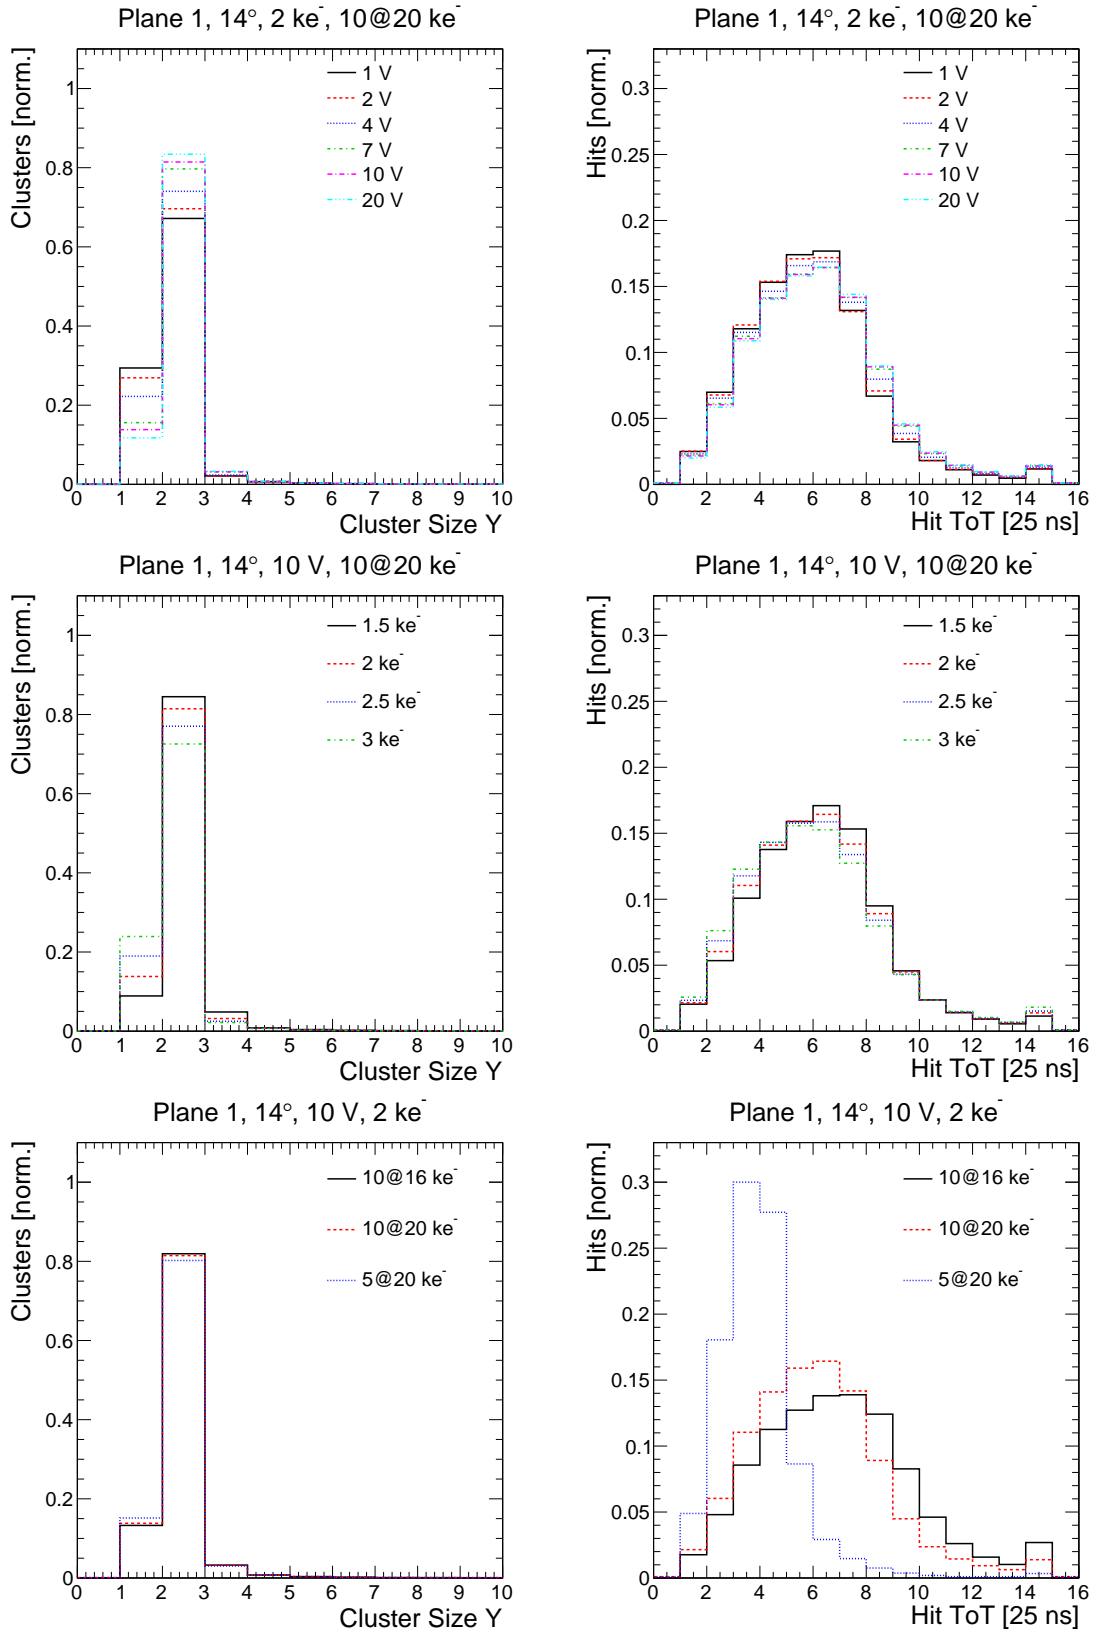 Plane 1, 14°, 2 ke⁻, 10@20 ke⁻
Clusters [norm.]
1
0.8
0.6
0.4
0.2
0
1 V
2 V
4 V
7 V
10 V
20 V
0 1 2 3 4 5 6 7 8 9 10
Cluster Size Y
Plane 1, 14°, 2 ke⁻, 10@20 ke⁻
Hits [norm.]
0.3
0.25
0.2
0.15
0.1
0.05
0
1 V
2 V
4 V
7 V
10 V
20 V
0 2 4 6 8 10 12 14 16
Hit ToT [25 ns]
Plane 1, 14°, 10 V, 10@20 ke⁻
Clusters [norm.]
1
0.8
0.6
0.4
0.2
0
1.5 ke⁻
2 ke⁻
2.5 ke⁻
3 ke⁻
0 1 2 3 4 5 6 7 8 9 10
Cluster Size Y
Plane 1, 14°, 10 V, 10@20 ke⁻
Hits [norm.]
0.3
0.25
0.2
0.15
0.1
0.05
0
1.5 ke⁻
2 ke⁻
2.5 ke⁻
3 ke⁻
0 2 4 6 8 10 12 14 16
Hit ToT [25 ns]
Plane 1, 14°, 10 V, 2 ke⁻
Clusters [norm.]
1
0.8
0.6
0.4
0.2
0
10@16 ke⁻
10@20 ke⁻
5@20 ke⁻
0 1 2 3 4 5 6 7 8 9 10
Cluster Size Y
Plane 1, 14°, 10 V, 2 ke⁻
Hits [norm.]
0.3
0.25
0.2
0.15
0.1
0.05
0
10@16 ke⁻
10@20 ke⁻
5@20 ke⁻
0 2 4 6 8 10 12 14 16
Hit ToT [25 ns]